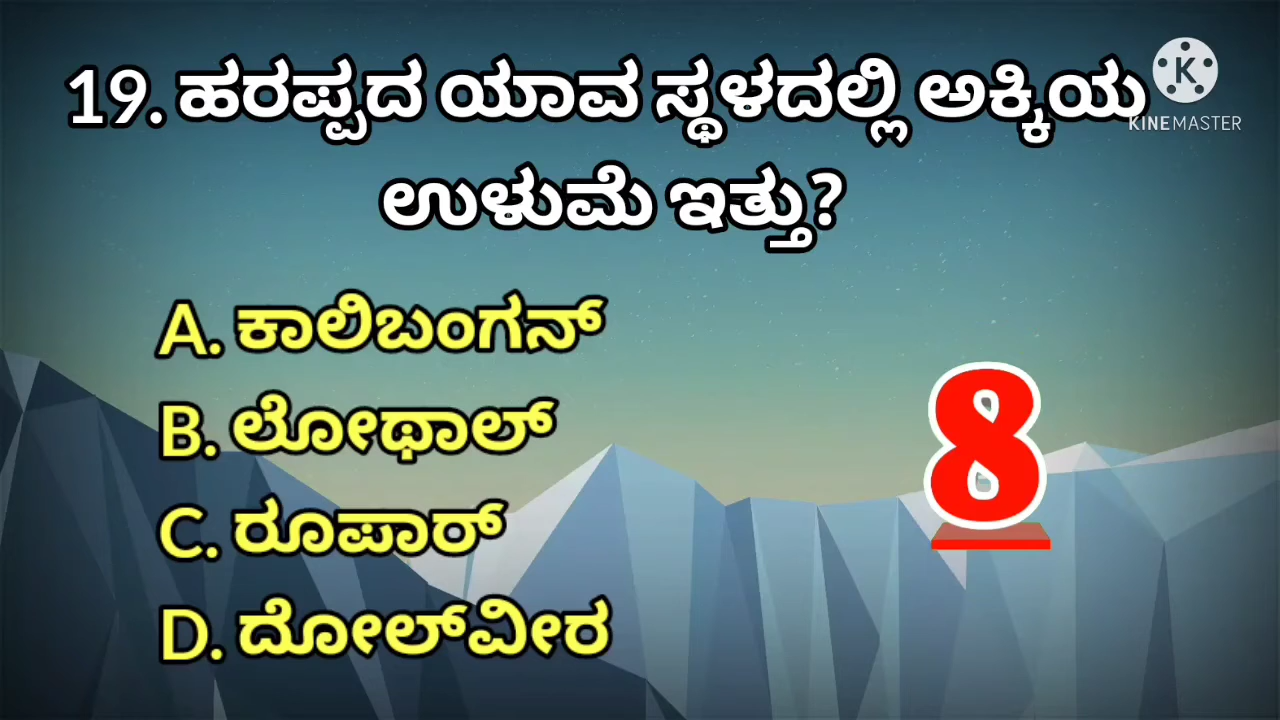 19. ಹರಪ್ಪದ ಯಾವ ಸ್ಥಳದಲ್ಲಿ ಅಕ್ಕಿಯ
ಉಳುಮೆ ಇತ್ತು?
K
KINEMASTER
A. ಕಾಲಿಬಂಗನ್
B. ಲೋಥಾಲ್
C. ರೂಪಾರ್
D. ದೋಲ್‌ವೀರ
8